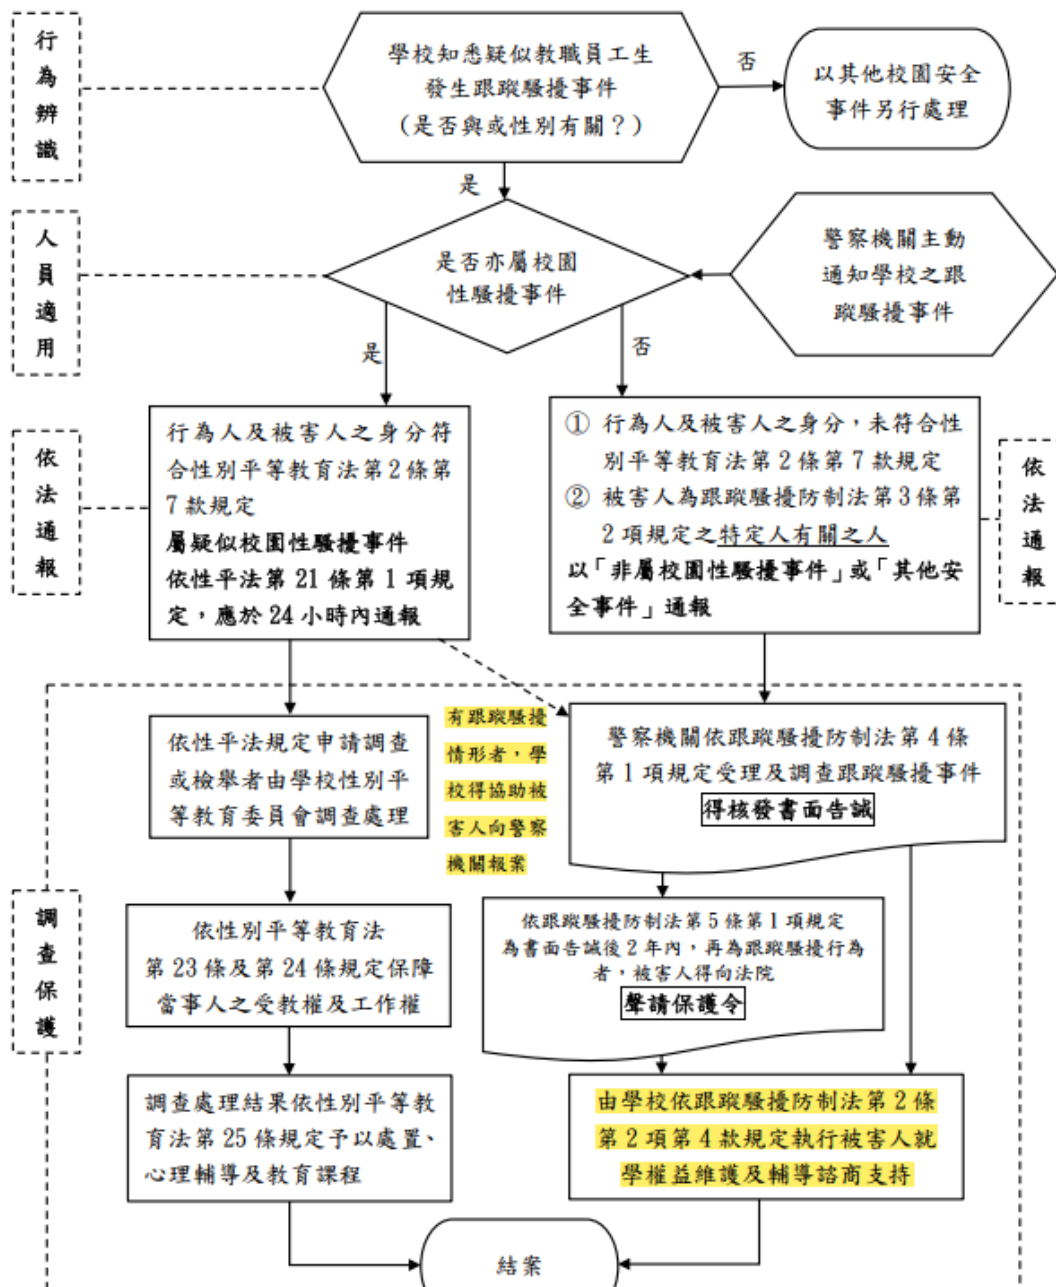 行
為
辨
識
學校知悉疑似教職員工生
發生跟蹤騷擾事件
(是否與或性別有關？)
否
以其他校園安全
事件另行處理
是
人
員
適
用
是否亦屬校園
性騷擾事件
警察機關主動
通知學校之跟
蹤騷擾事件
是
否
依
法
通
報
行為人及被害人之身分符
合性別平等教育法第2條第
7款規定
屬疑似校園性騷擾事件
依性平法第21條第1項規
定，應於24小時內通報
① 行為人及被害人之身分，未符合性
別平等教育法第2條第7款規定
② 被害人為跟蹤騷擾防制法第3條第
2項規定之特定人有關之人
以「非屬校園性騷擾事件」或「其他安
全事件」通報
依
法
通
報
調
查
保
護
依性平法規定申請調查
或檢舉者由學校性別平
等教育委員會調查處理
有跟蹤騷擾
情形者，學
校得協助被
害人向警察
機關報案
警察機關依跟蹤騷擾防制法第4條
第1項規定受理及調查跟蹤騷擾事件
得核發書面告誡
依性別平等教育法
第23條及第24條規定保障
當事人之受教權及工作權
依跟蹤騷擾防制法第5條第1項規定
為書面告誡後2年內，再為跟蹤騷擾行為
者，被害人得向法院
聲請保護令
調查處理結果依性別平等教
育法第25條規定予以處置、
心理輔導及教育課程
由學校依跟蹤騷擾防制法第2條
第2項第4款規定執行被害人就
學權益維護及輔導諮商支持
結案